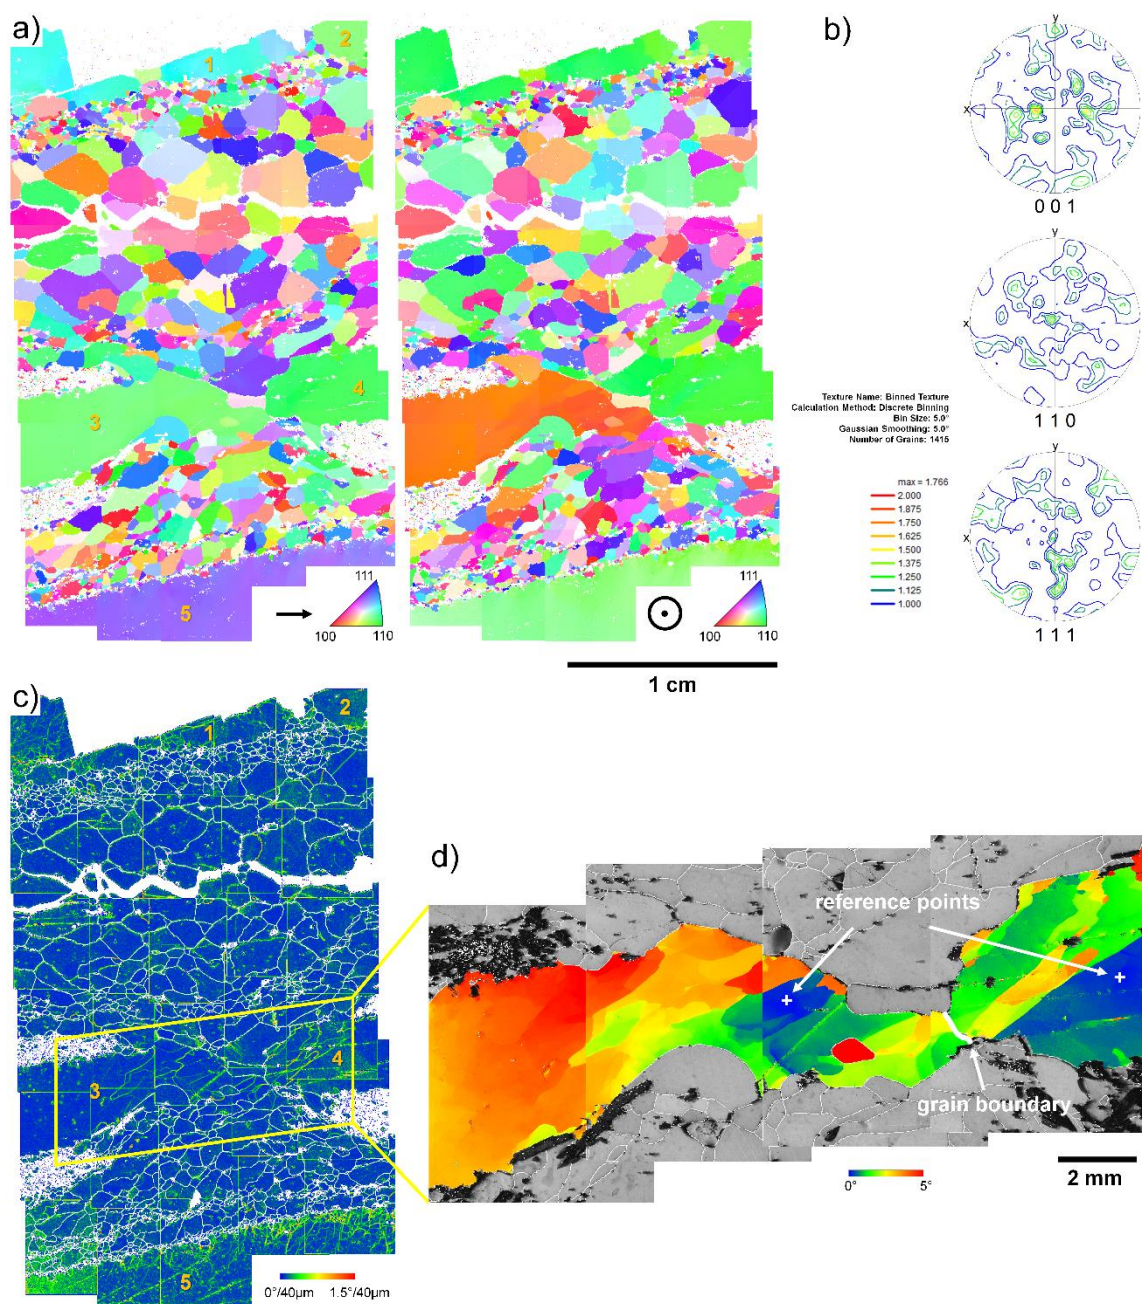 a)
1
2
3
4
5
111
100
110
111
100
110
1 cm
b)
y
x
0 0 1
y
x
1 1 0
Texture Name: Binned Texture
Calculation Method: Discrete Binning
Bin Size: 5.0°
Gaussian Smoothing: 5.0°
Number of Grains: 1415
max = 1.766
2.000
1.875
1.750
1.625
1.500
1.375
1.250
1.125
1.000
y
x
1 1 1
c)
1
2
3
4
5
0°/40µm 1.5°/40µm
d)
reference points
grain boundary
0° 5°
2 mm